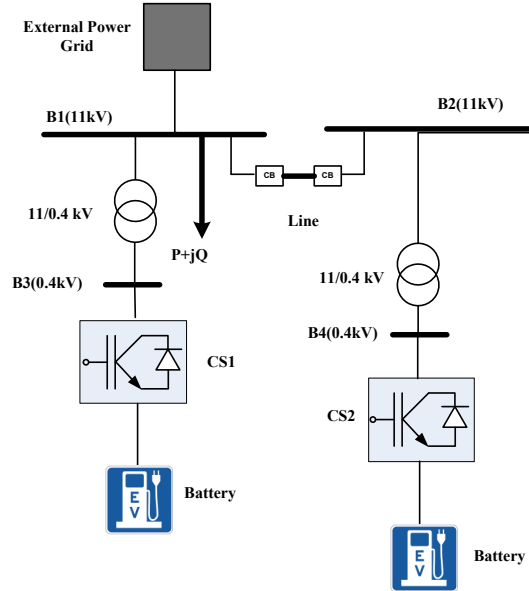 External Power
Grid
B1(11kV)
B2(11kV)
CB
CB
Line
11/0.4 kV
P+jQ
11/0.4 kV
B3(0.4kV)
B4(0.4kV)
CS1
CS2
Battery
E
V
Battery
E
V